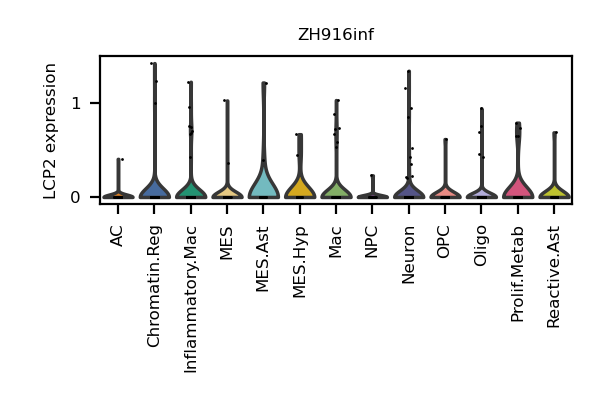 ZH916inf
LCP2 expression
1
0
AC
Chromatin.Reg
Inflammatory.Mac
MES
MES.Ast
MES.Hyp
Mac
NPC
Neuron
OPC
Oligo
Prolif.Metab
Reactive.Ast